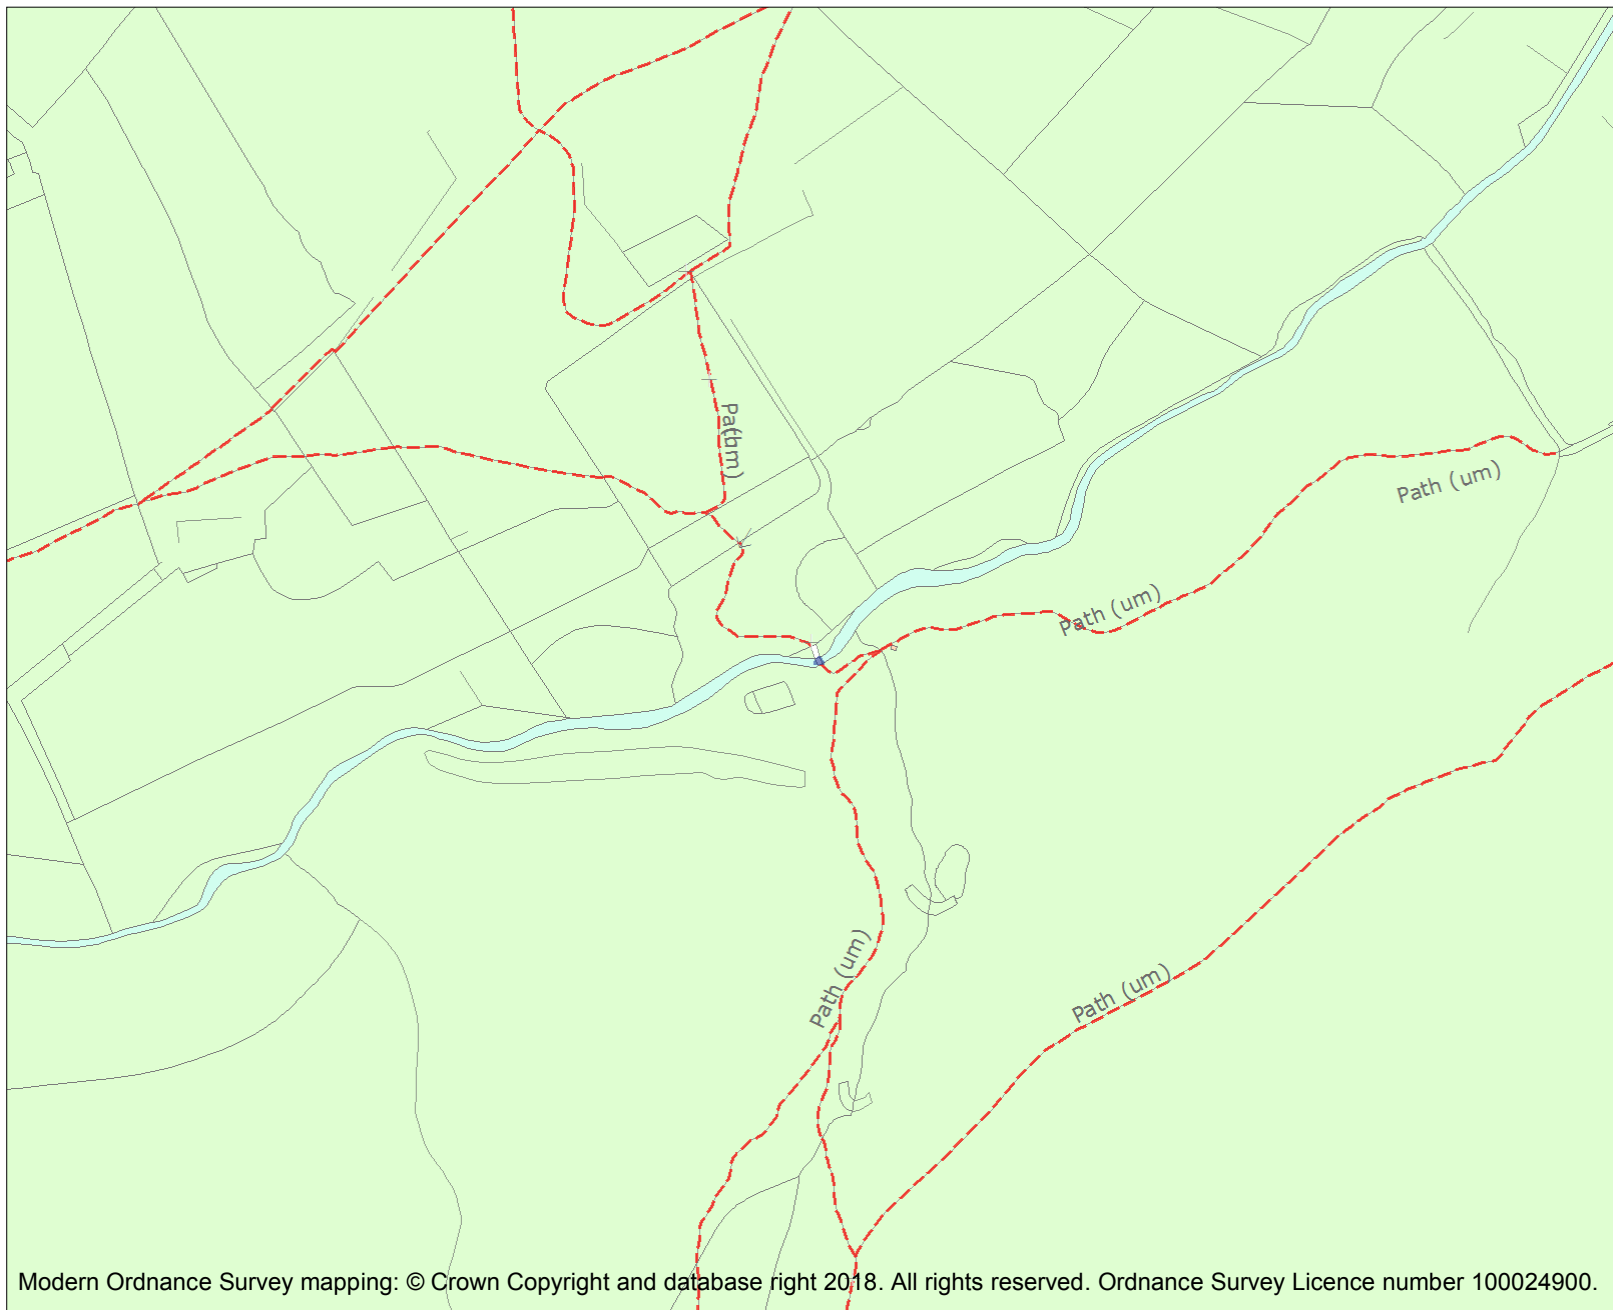 Path
(um)
Path (um)
Path (um)
Path (um)
Path (um)
Modern Ordnance Survey mapping: © Crown Copyright and database right 2018. All rights reserved. Ordnance Survey Licence number 100024900.